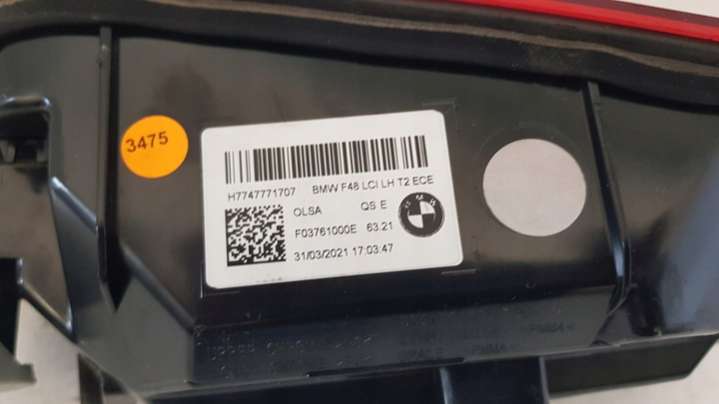 3475
H7747771707 BMW F48 LCI LH T2 ECE
OLSA QS E
F03761000E 63.21
31/03/2021 17:03:47